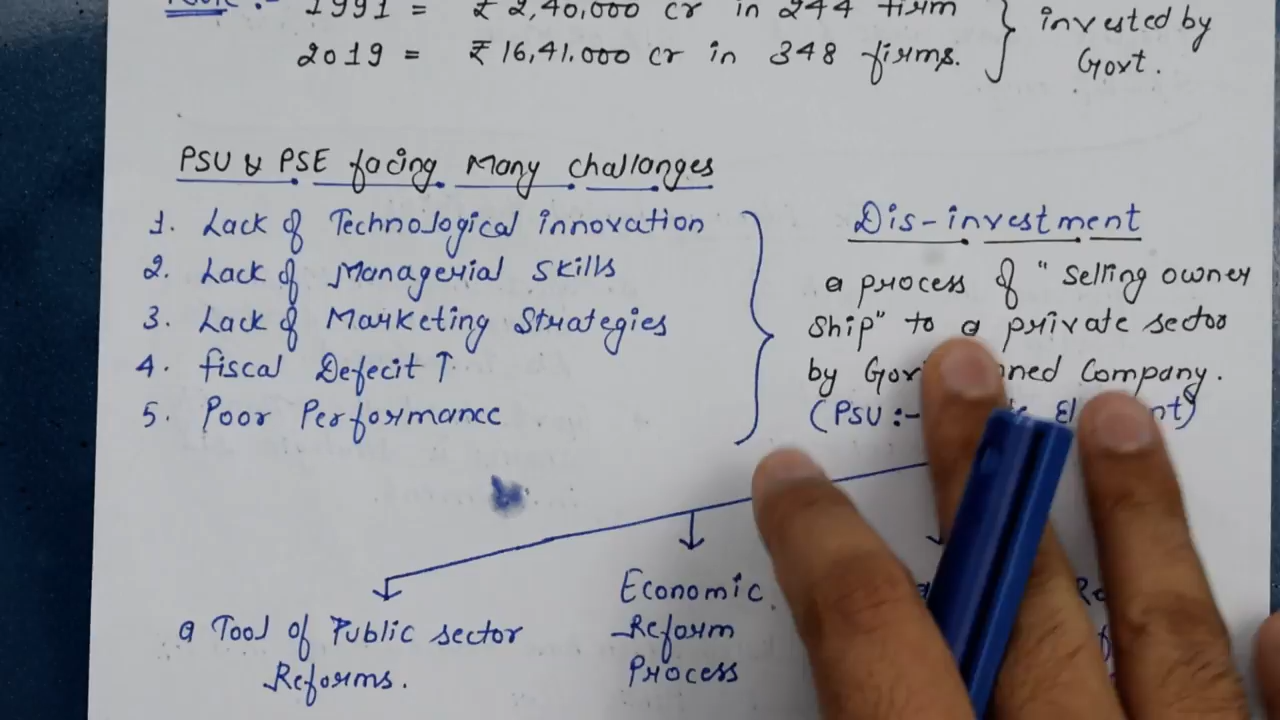 1991 = ₹ 2,40,000 cr in 244 firm
2019 = ₹ 16,41,000 cr in 348 firms.
invested by
Govt.
PSU & PSE facing Many challanges
1. Lack of Technological innovation
2. Lack of Managerial Skills
3. Lack of Marketing Strategies
4. fiscal Defecit ↑
5. Poor Performance
Dis-investment
a process of "Selling owner
Ship" to a private sector
by Company.
(PSU :-
a Tool of Public sector
Reforms.
Economic
Reform
Process